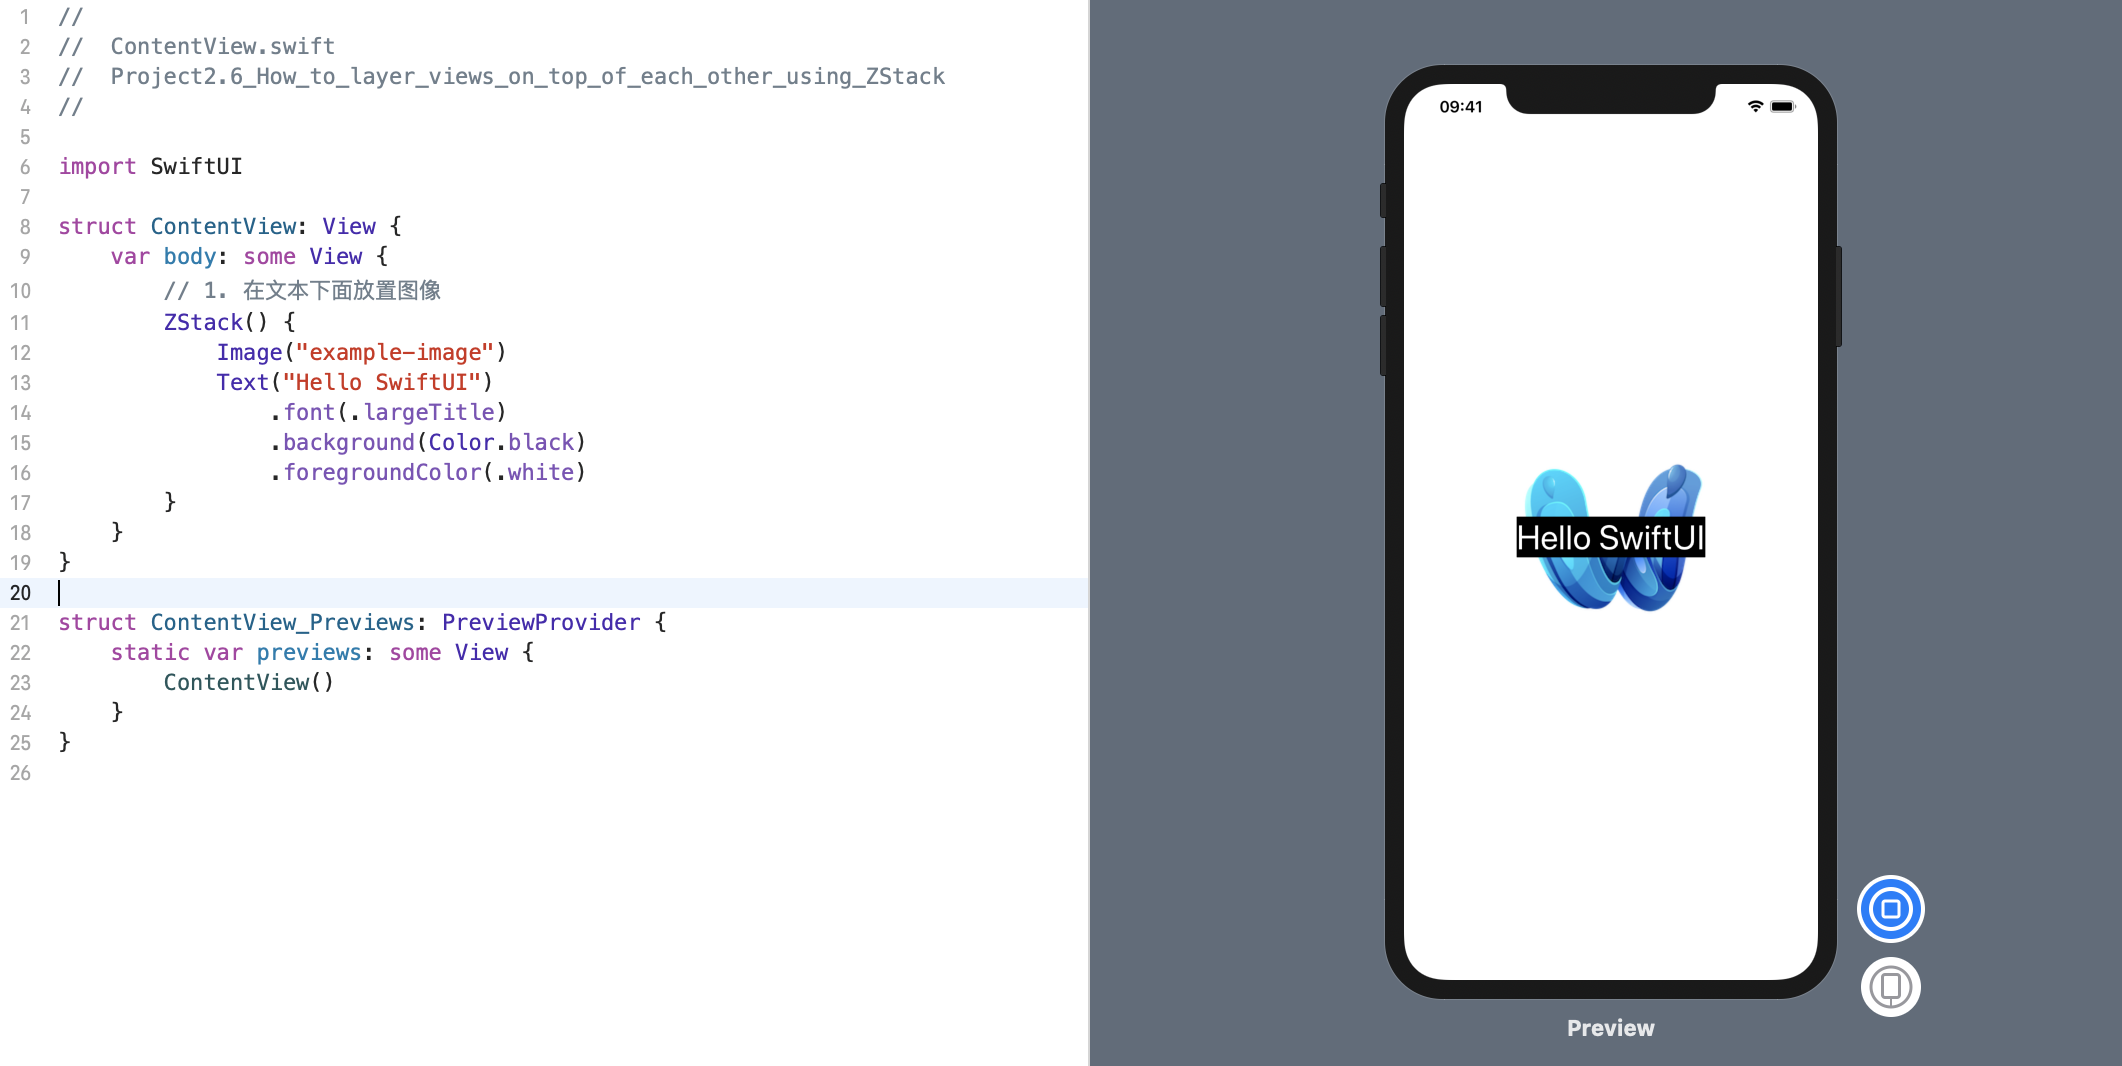 1 //
2 //  ContentView.swift
3 //  Project2.6_How_to_layer_views_on_top_of_each_other_using_ZStack
4 //
5
6 import SwiftUI
7
8 struct ContentView: View {
9     var body: some View {
10         // 1. 在文本下面放置图像
11         ZStack() {
12             Image("example-image")
13             Text("Hello SwiftUI")
14                 .font(.largeTitle)
15                 .background(Color.black)
16                 .foregroundColor(.white)
17         }
18     }
19 }
20
21 struct ContentView_Previews: PreviewProvider {
22     static var previews: some View {
23         ContentView()
24     }
25 }
26
09:41
Hello SwiftUI
Preview